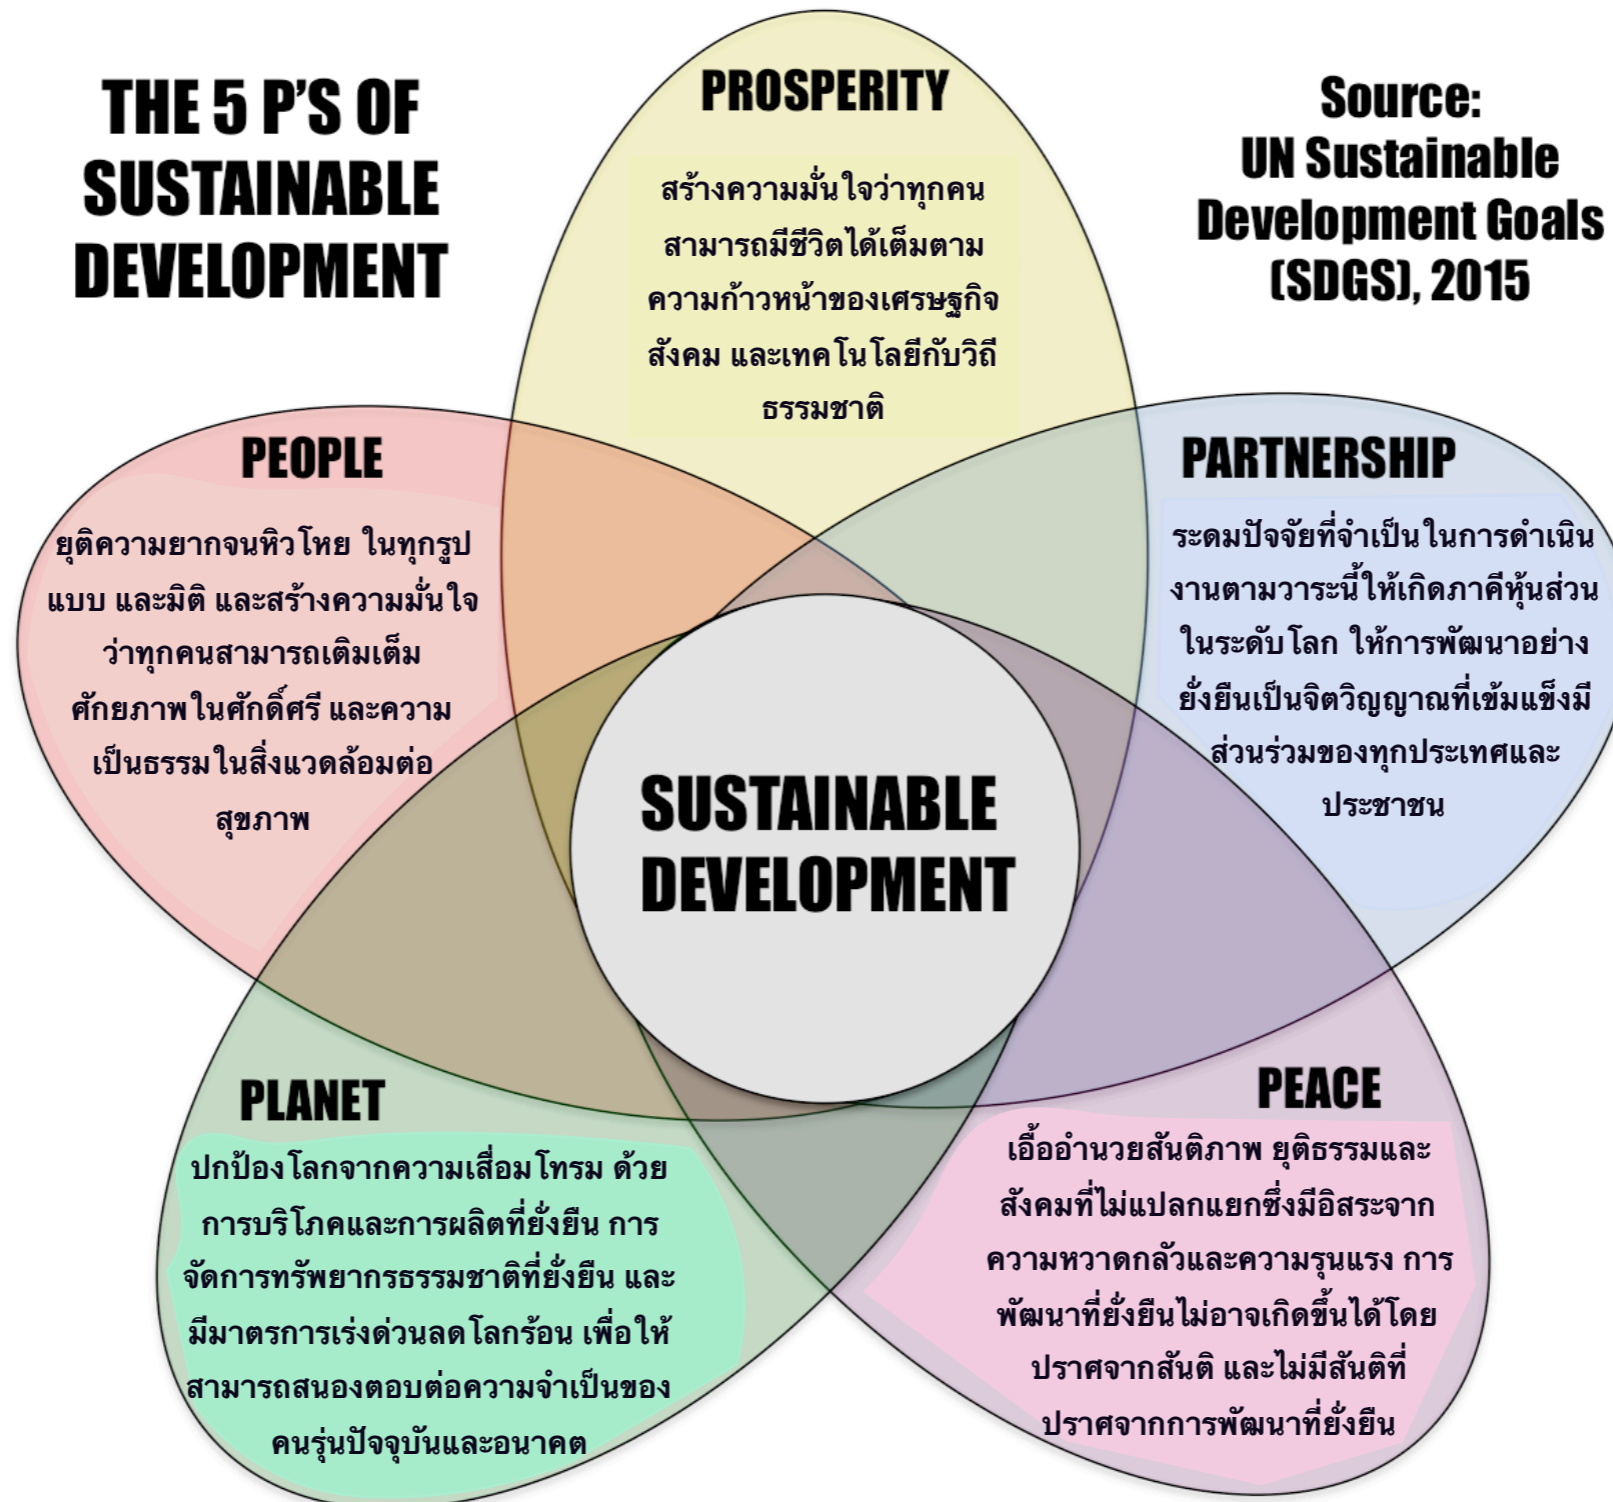 THE 5 P'S OF
SUSTAINABLE
DEVELOPMENT
PROSPERITY
สร้างความมั่นใจว่าทุกคน
สามารถมีชีวิตได้เต็มตาม
ความก้าวหน้าของเศรษฐกิจ
สังคม และเทคโนโลยีกับวิถี
ธรรมชาติ
Source:
UN Sustainable
Development Goals
(SDGS), 2015
PEOPLE
ยุติความยากจนหิวโหย ในทุกรูป
แบบ และมิติ และสร้างความมั่นใจ
ว่าทุกคนสามารถเติมเต็ม
ศักยภาพในศักดิ์ศรี และความ
เป็นธรรมในสิ่งแวดล้อมต่อ
สุขภาพ
PARTNERSHIP
ระดมปัจจัยที่จำเป็นในการดำเนิน
งานตามวาระนี้ให้เกิดภาคีหุ้นส่วน
ในระดับโลก ให้การพัฒนาอย่าง
ยั่งยืนเป็นจิตวิญญาณที่เข้มแข็งมี
ส่วนร่วมของทุกประเทศและ
ประชาชน
SUSTAINABLE
DEVELOPMENT
PLANET
ปกป้องโลกจากความเสื่อมโทรม ด้วย
การบริโภคและการผลิตที่ยั่งยืน การ
จัดการทรัพยากรธรรมชาติที่ยั่งยืน และ
มีมาตรการเร่งด่วนลดโลกร้อน เพื่อให้
สามารถสนองตอบต่อความจำเป็นของ
คนรุ่นปัจจุบันและอนาคต
PEACE
เอื้ออำนวยสันติภาพ ยุติธรรมและ
สังคมที่ไม่แปลกแยกซึ่งมีอิสระจาก
ความหวาดกลัวและความรุนแรง การ
พัฒนาที่ยั่งยืนไม่อาจเกิดขึ้นได้โดย
ปราศจากสันติ และไม่มีสันติที่
ปราศจากการพัฒนาที่ยั่งยืน